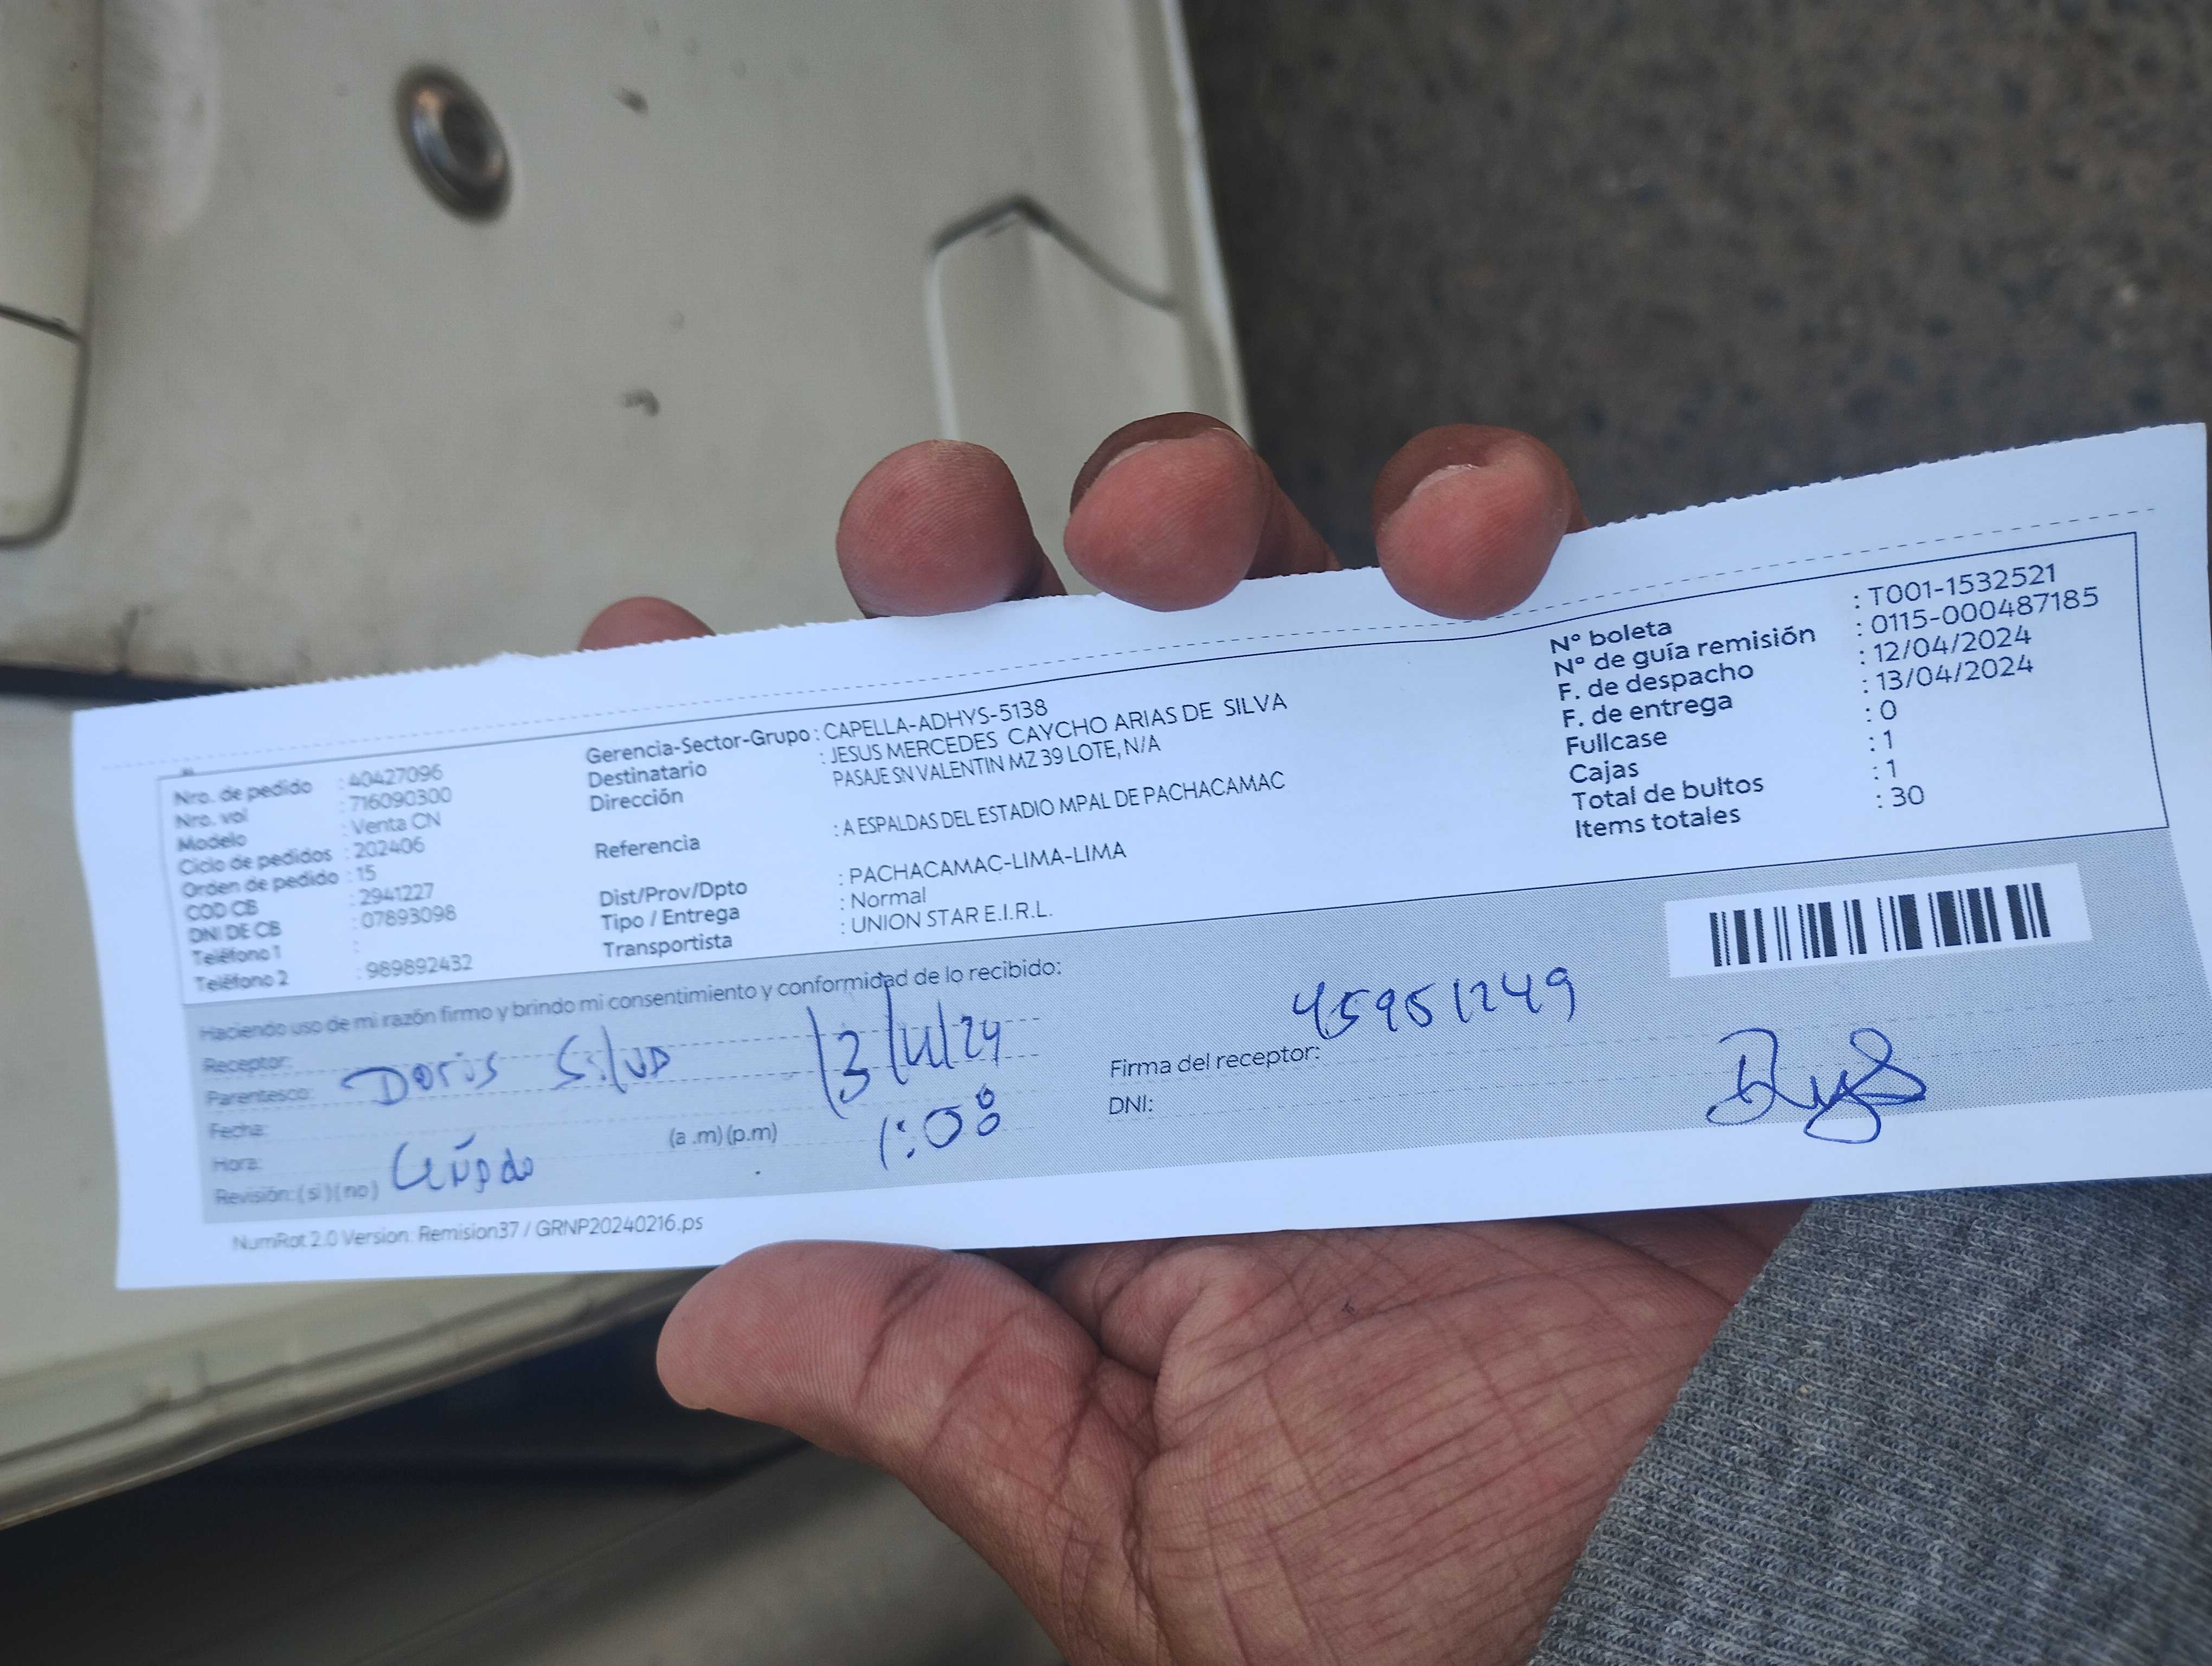 Nro. de pedido : 40427096
Nro. vol : 716090300
Modelo : Venta CN
Ciclo de pedidos : 202406
Orden de pedido : 15
COD CB : 2941227
DNI DE CB : 07893098
Teléfono 1 :
Teléfono 2 : 989892432
Gerencia-Sector-Grupo : CAPELLA-ADHYS-5138
Destinatario : JESUS MERCEDES CAYCHO ARIAS DE SILVA
Dirección PASAJE SN VALENTIN MZ 39 LOTE, N/A
Referencia : A ESPALDAS DEL ESTADIO MPAL DE PACHACAMAC
Dist/Prov/Dpto : PACHACAMAC-LIMA-LIMA
Tipo / Entrega : Normal
Transportista : UNION STAR E.I.R.L.
N° boleta : T001-1532521
N° de guía remisión : 0115-000487185
F. de despacho : 12/04/2024
F. de entrega : 13/04/2024
Fullcase : 0
Cajas : 1
Total de bultos : 1
Items totales : 30
Haciendo uso de mi razón firmo y brindo mi consentimiento y conformidad de lo recibido:
Receptor: Doris Silva
Parentesco:
Fecha: 13/4/24
Hora: (a .m) (p.m) 1:08
Revisión: ( si ) ( no ) Cuñada
45951249
Firma del receptor:
DNI:
NumRot 2.0 Version: Remision37 / GRNP20240216.ps